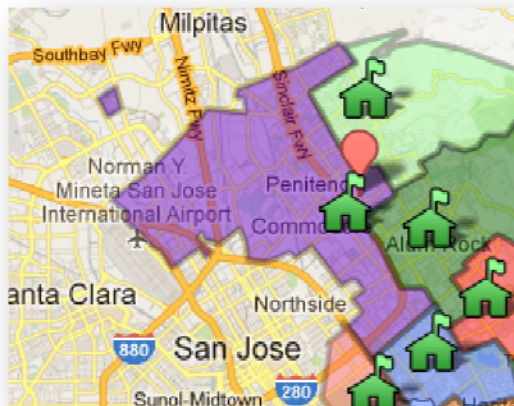 Milpitas
Southbay Fwy
Nimitz Fwy
Sinclair Fwy
Norman Y.
Mineta San Jose
International Airport
Penitenc
Commo
Alum Rock
anta Clara
Northside
880
San Jose
280
Sunol-Midtown